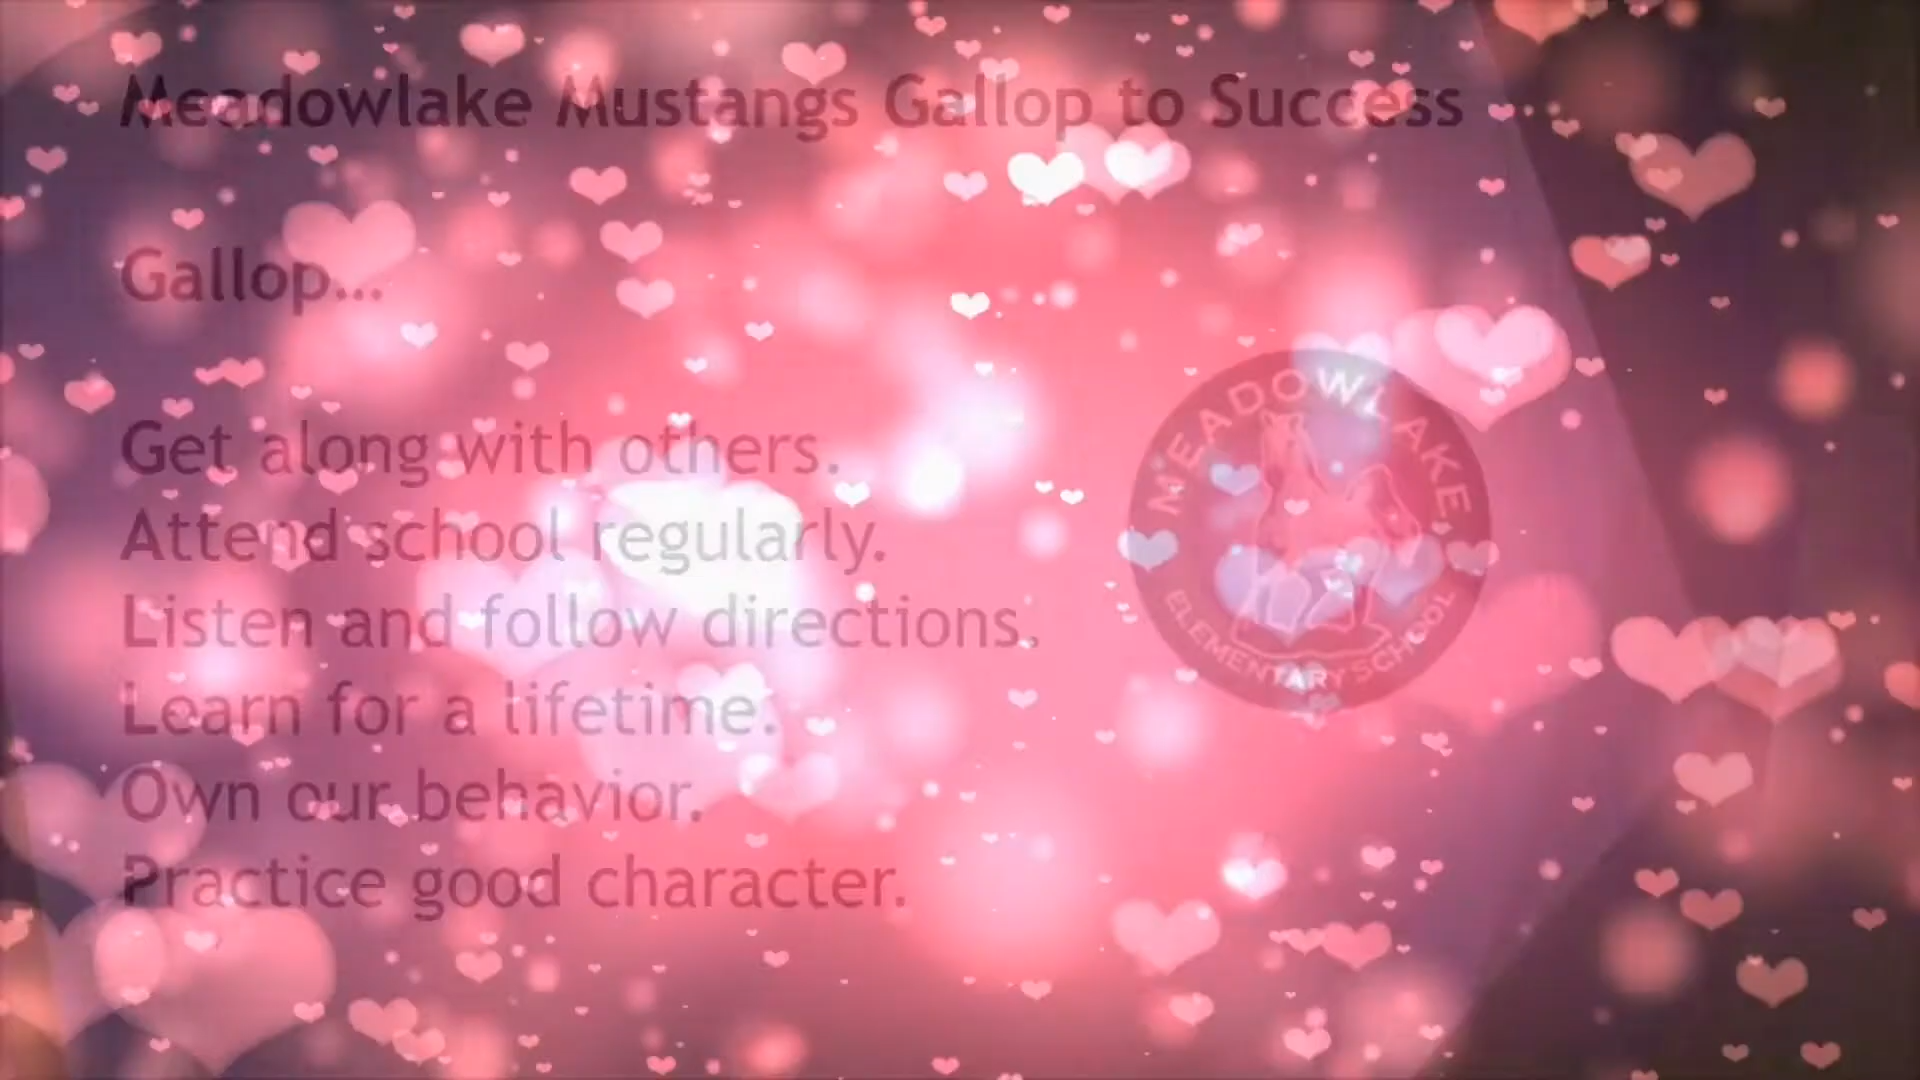 Meadowlake Mustangs Gallop to Success
Gallop...
Get along with others.
Attend school regularly.
Listen and follow directions.
Learn for a lifetime.
Own our behavior.
Practice good character.
MEADOWLAKE
ELEMENTARY SCHOOL